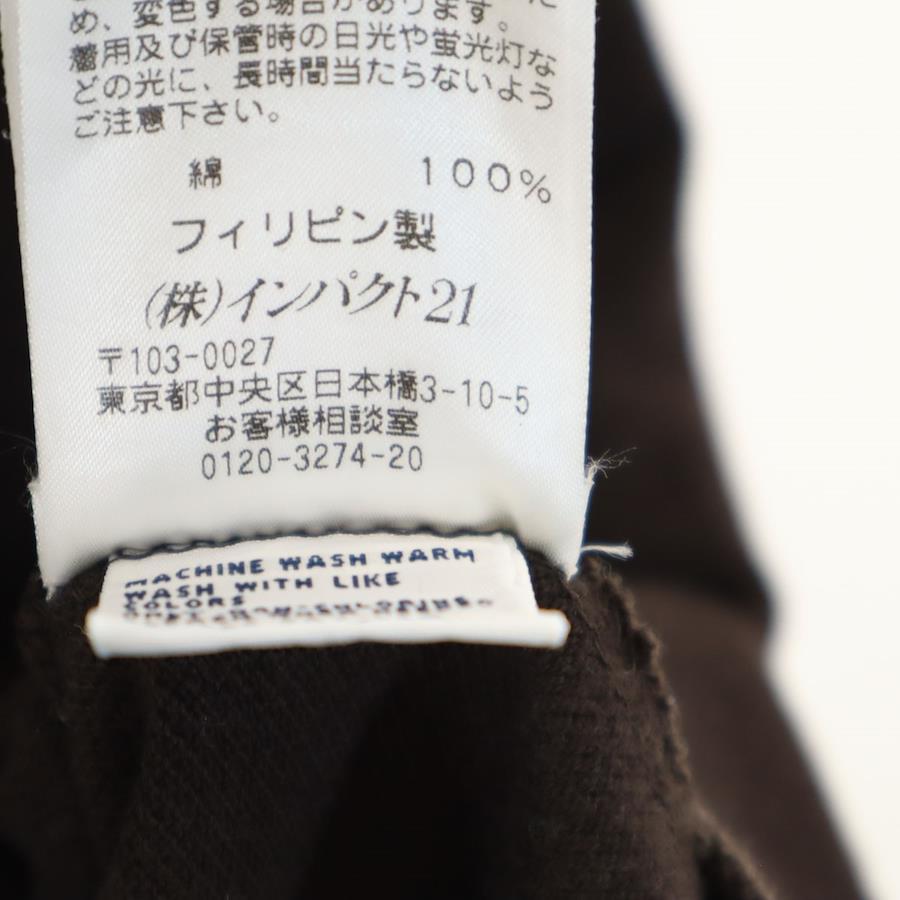 め、変色する場合があります。
着用及び保管時の日光や蛍光灯な
どの光に、長時間当たらないよう
ご注意下さい。
綿 100%
フィリピン製
(株)インパクト21
〒103-0027
東京都中央区日本橋3-10-5
お客様相談室
0120-3274-20
MACHINE WASH WARM
WASH WITH LIKE
COLORS